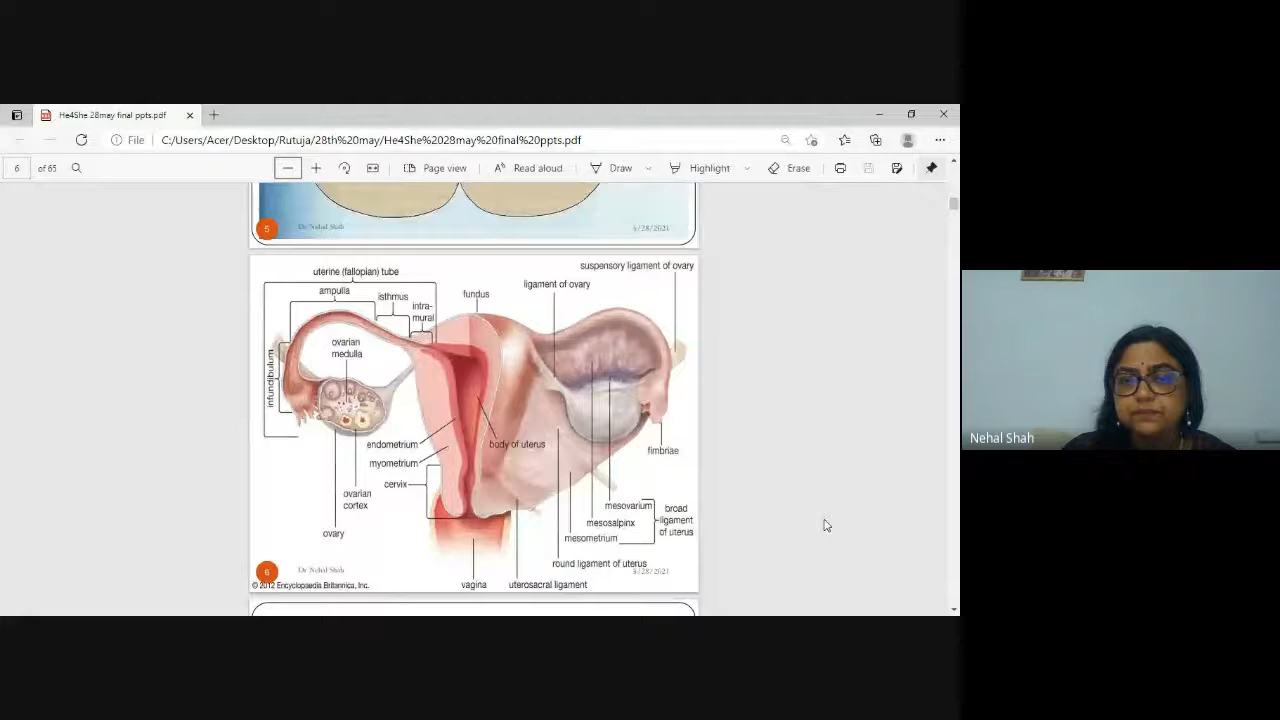 He4She 28may final ppts.pdf
File
C:/Users/Acer/Desktop/Rutuja/28th%20may/He4She%2028may%20final%20ppts.pdf
6 of 65
Page view
Read aloud
Draw
Highlight
Erase
5
Dr Nehal Shah
5/28/2021
suspensory ligament of ovary
uterine (fallopian) tube
ligament of ovary
ampulla
isthmus
fundus
intra-
mural
ovarian
medulla
infundibulum
endometrium
body of uterus
fimbriae
myometrium
cervix
ovarian
cortex
mesovarium
broad
ligament
of uterus
mesosalpinx
ovary
mesometrium
round ligament of uterus
6
Dr Nehal Shah
5/28/2021
© 2012 Encyclopaedia Britannica, Inc.
vagina
uterosacral ligament
Nehal Shah